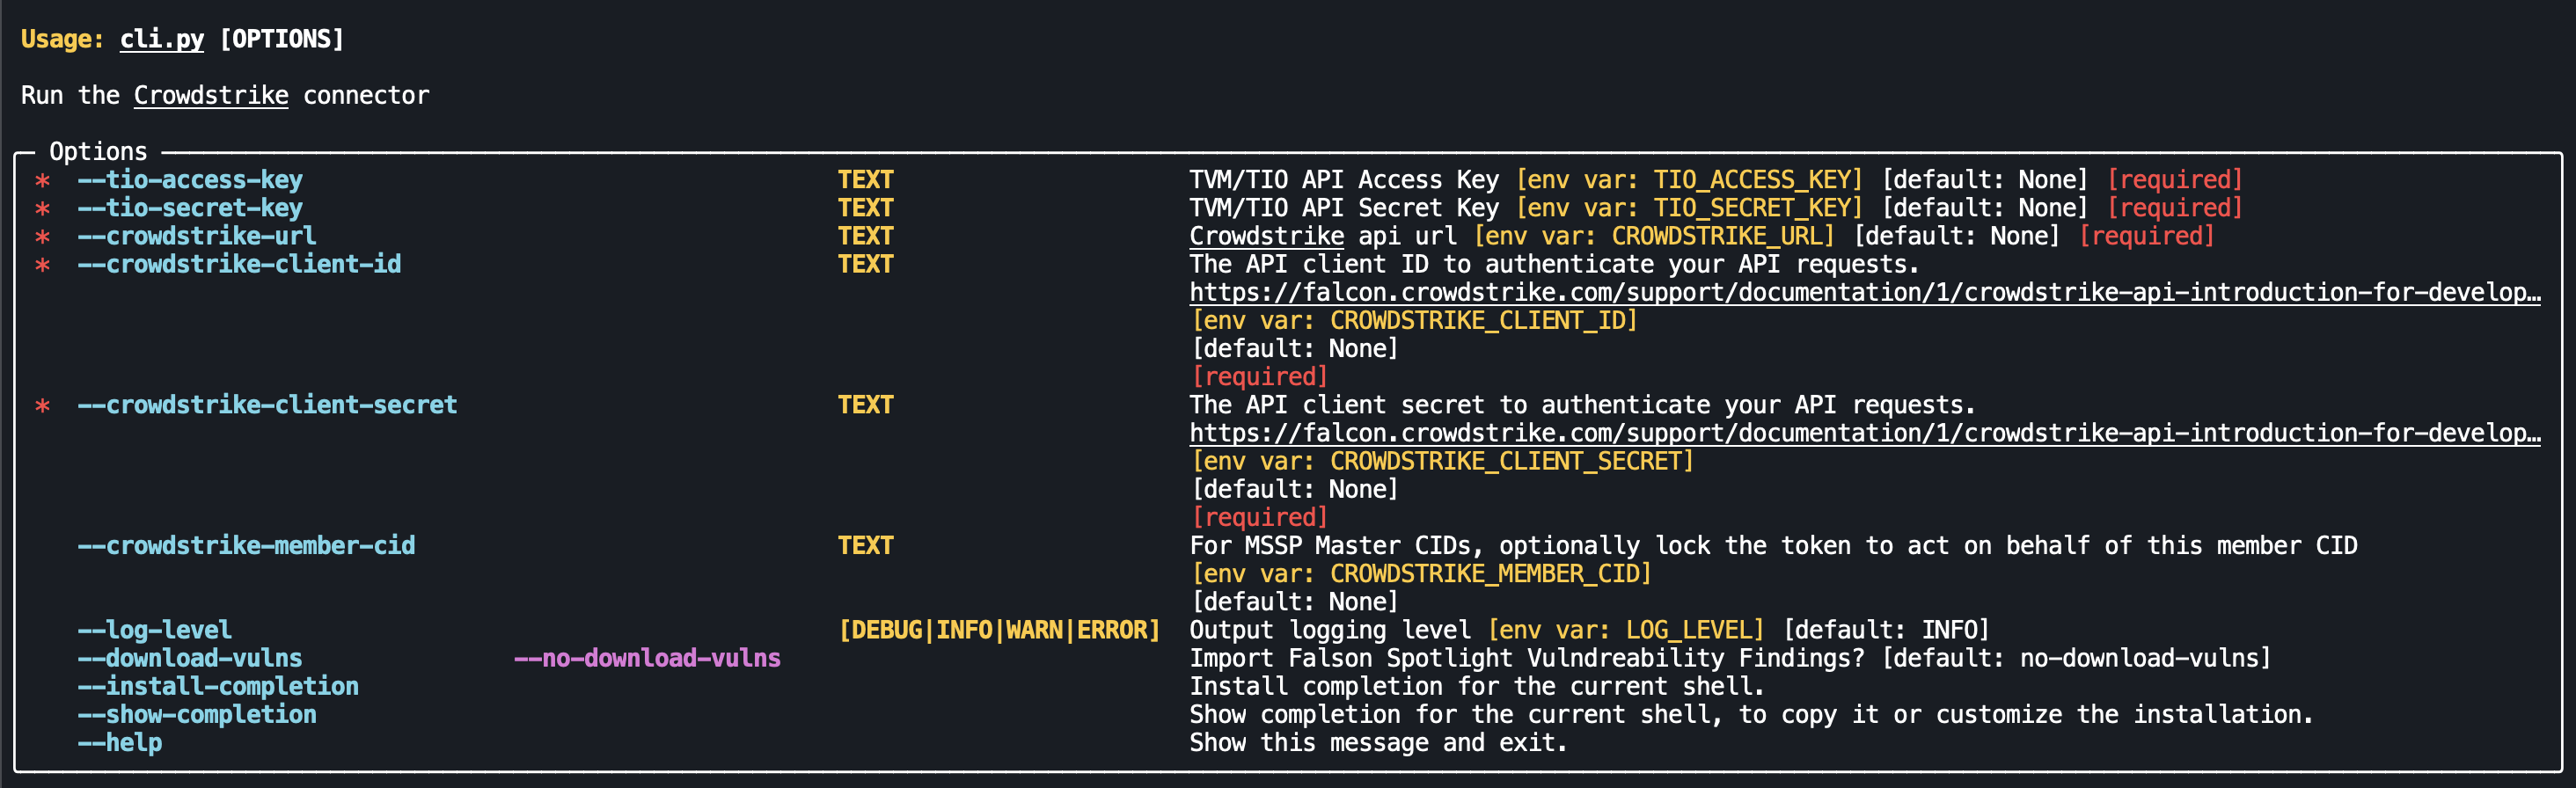 Usage: cli.py [OPTIONS]
Run the Crowdstrike connector
Options
* --tio-access-key TEXT TVM/TIO API Access Key [env var: TIO_ACCESS_KEY] [default: None] [required]
* --tio-secret-key TEXT TVM/TIO API Secret Key [env var: TIO_SECRET_KEY] [default: None] [required]
* --crowdstrike-url TEXT Crowdstrike api url [env var: CROWDSTRIKE_URL] [default: None] [required]
* --crowdstrike-client-id TEXT The API client ID to authenticate your API requests.
https://falcon.crowdstrike.com/support/documentation/1/crowdstrike-api-introduction-for-develop…
[env var: CROWDSTRIKE_CLIENT_ID]
[default: None]
[required]
* --crowdstrike-client-secret TEXT The API client secret to authenticate your API requests.
https://falcon.crowdstrike.com/support/documentation/1/crowdstrike-api-introduction-for-develop…
[env var: CROWDSTRIKE_CLIENT_SECRET]
[default: None]
[required]
--crowdstrike-member-cid TEXT For MSSP Master CIDs, optionally lock the token to act on behalf of this member CID
[env var: CROWDSTRIKE_MEMBER_CID]
[default: None]
--log-level [DEBUG|INFO|WARN|ERROR] Output logging level [env var: LOG_LEVEL] [default: INFO]
--download-vulns --no-download-vulns Import Falson Spotlight Vulndreability Findings? [default: no-download-vulns]
--install-completion Install completion for the current shell.
--show-completion Show completion for the current shell, to copy it or customize the installation.
--help Show this message and exit.